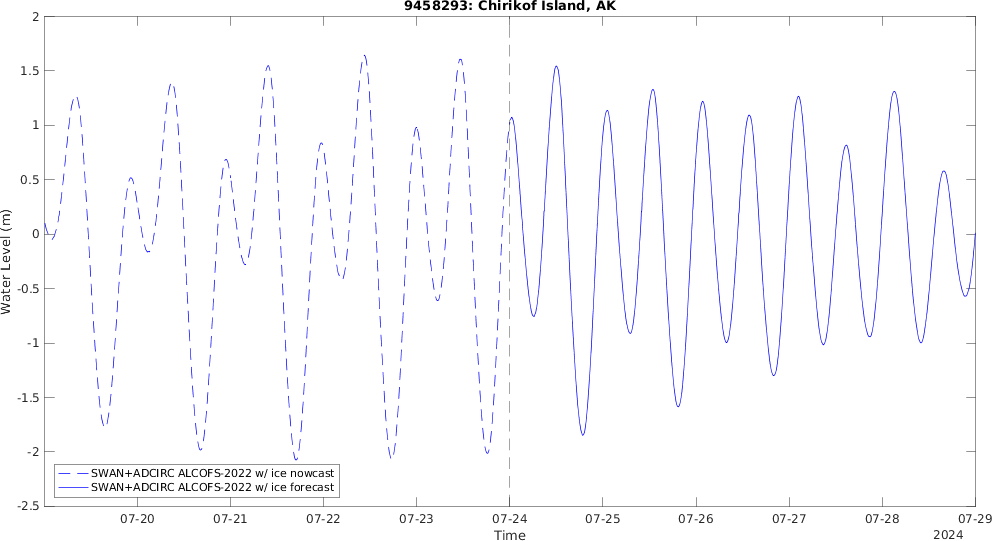 9458293: Chirikof Island, AK
2
1.5
1
0.5
0
-0.5
-1
-1.5
-2
-2.5
Water Level (m)
SWAN+ADCIRC ALCOFS-2022 w/ ice nowcast
SWAN+ADCIRC ALCOFS-2022 w/ ice forecast
07-20 07-21 07-22 07-23 07-24 07-25 07-26 07-27 07-28 07-29
Time
2024